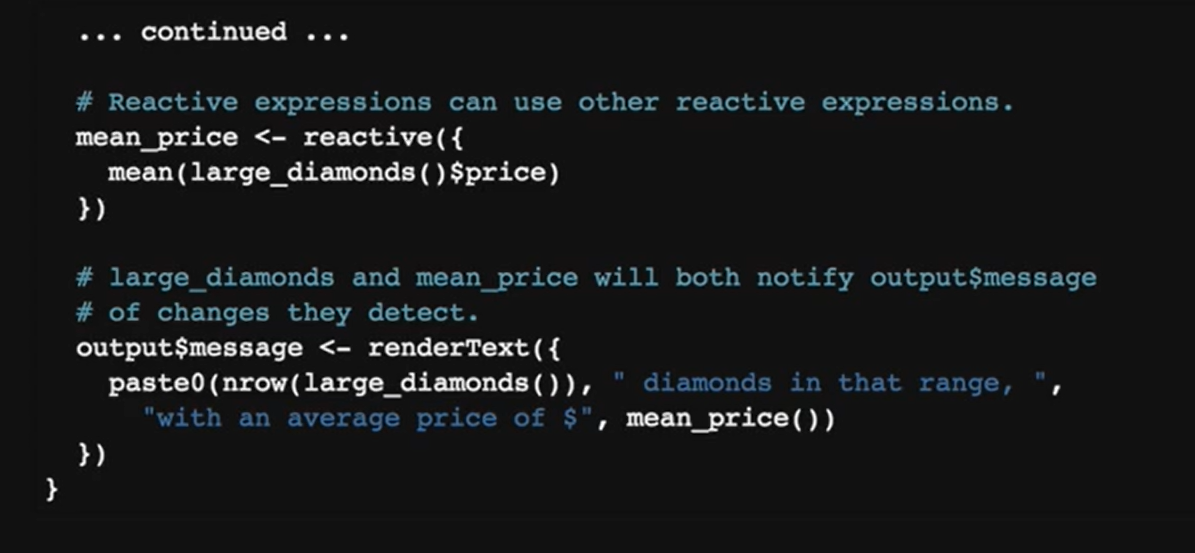 ... continued ...
# Reactive expressions can use other reactive expressions.
mean_price <- reactive({
mean(large_diamonds()$price)
})
# large_diamonds and mean_price will both notify output$message
# of changes they detect.
output$message <- renderText({
paste0(nrow(large_diamonds()), " diamonds in that range, ",
"with an average price of $", mean_price())
})
}